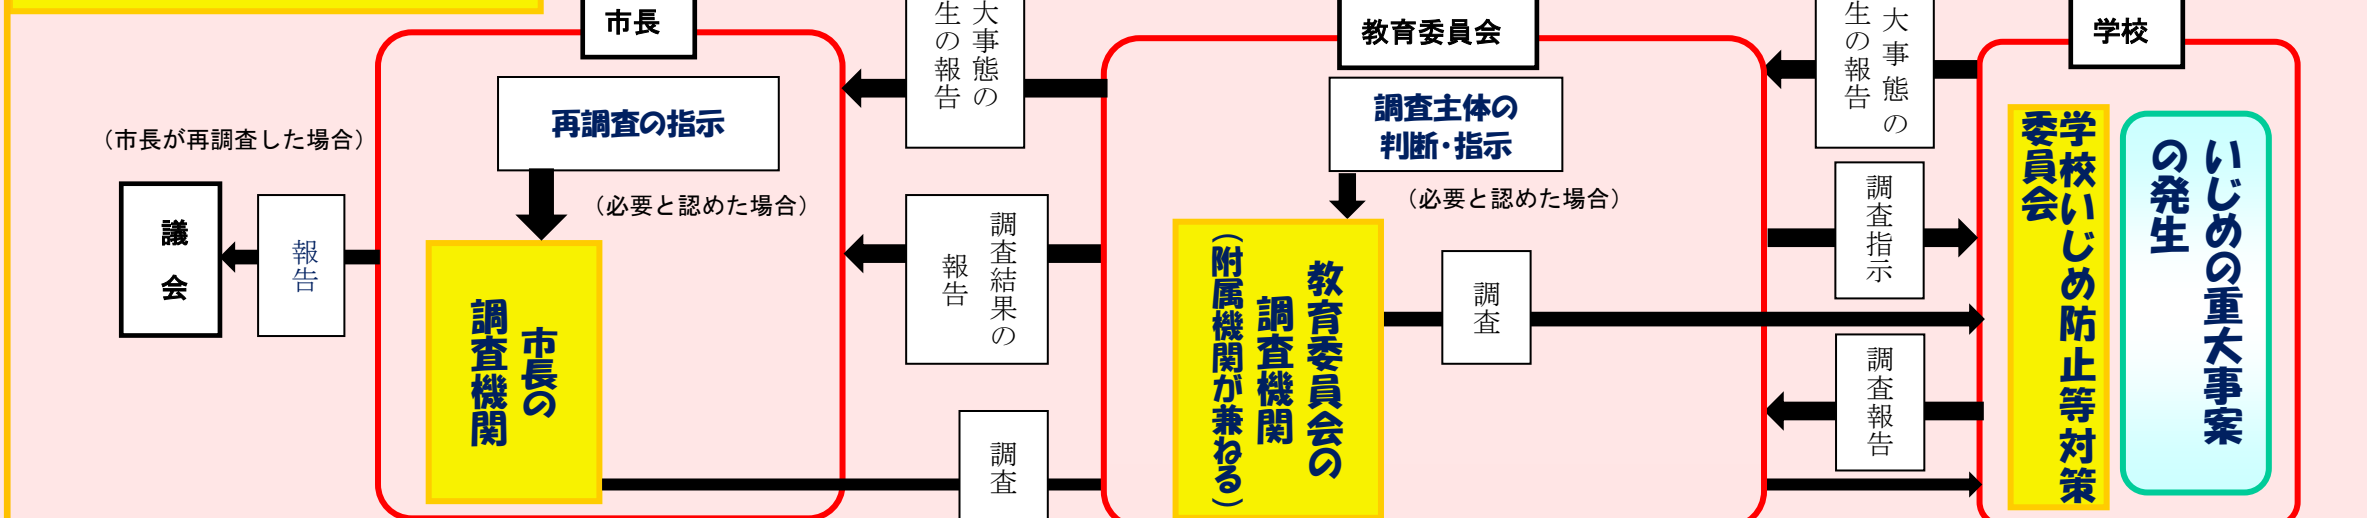 市長
大事態の
生の報告
教育委員会
大事態の
生の報告
学校
再調査の指示
調査主体の
判断・指示
（市長が再調査した場合）
（必要と認めた場合）
（必要と認めた場合）
議会
報告
市長の
調査機関
調査結果の
報告
調査
教育委員会の
調査機関
（附属機関が兼ねる）
調査
調査指示
調査報告
学校いじめ防止等対策
委員会
いじめの重大事案
の発生